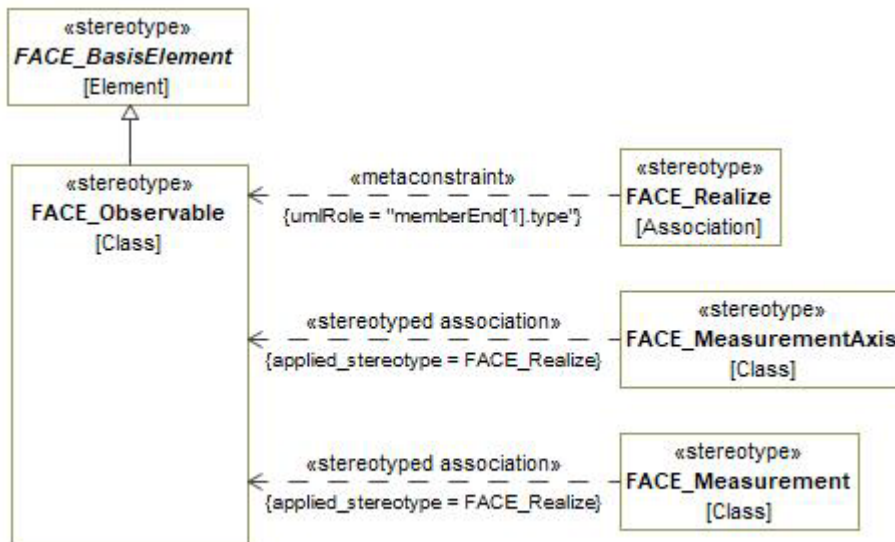 «stereotype»
FACE_BasisElement
[Element]
«stereotype»
FACE_Observable
[Class]
«metaconstraint»
{umlRole = "memberEnd[1].type"}
«stereotype»
FACE_Realize
[Association]
«stereotyped association»
{applied_stereotype = FACE_Realize}
«stereotype»
FACE_MeasurementAxis
[Class]
«stereotyped association»
{applied_stereotype = FACE_Realize}
«stereotype»
FACE_Measurement
[Class]